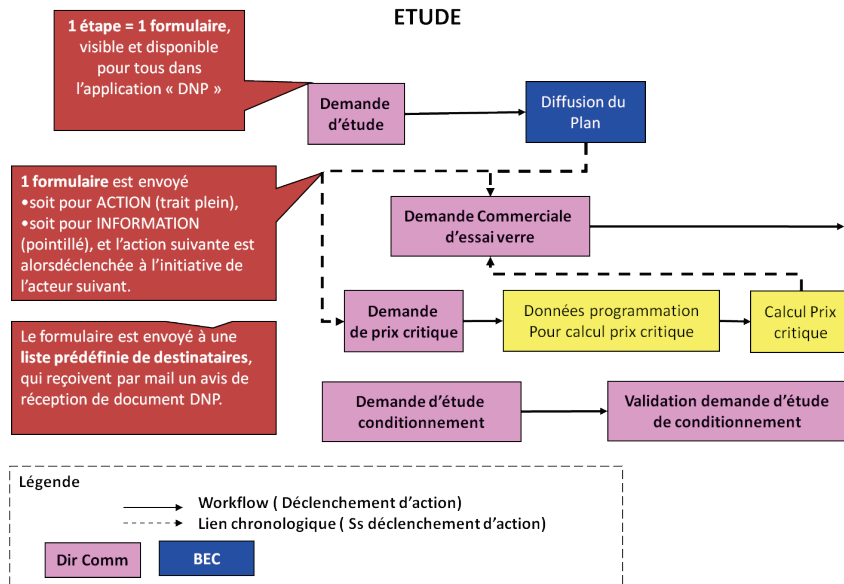 ETUDE
1 étape = 1 formulaire,
visible et disponible
pour tous dans
l'application « DNP »
Demande
d'étude
Diffusion du
Plan
1 formulaire est envoyé
•soit pour ACTION (trait plein),
•soit pour INFORMATION
(pointillé), et l'action suivante est
alorsdéclenchée à l'initiative de
l'acteur suivant.
Demande Commerciale
d'essai verre
Demande
de prix critique
Données programmation
Pour calcul prix critique
Calcul Prix
critique
Le formulaire est envoyé à une
liste prédéfinie de destinataires,
qui reçoivent par mail un avis de
réception de document DNP.
Demande d'étude
conditionnement
Validation demande d'étude
de conditionnement
Légende
Workflow ( Déclenchement d'action)
Lien chronologique ( Ss déclenchement d'action)
Dir Comm
BEC